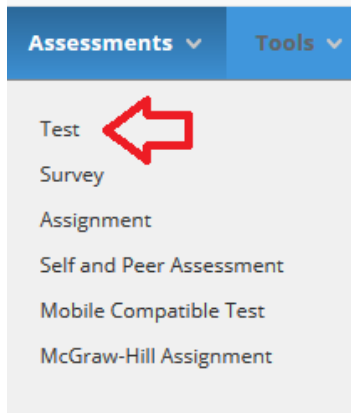 Assessments Tools
Test
Survey
Assignment
Self and Peer Assessment
Mobile Compatible Test
McGraw-Hill Assignment